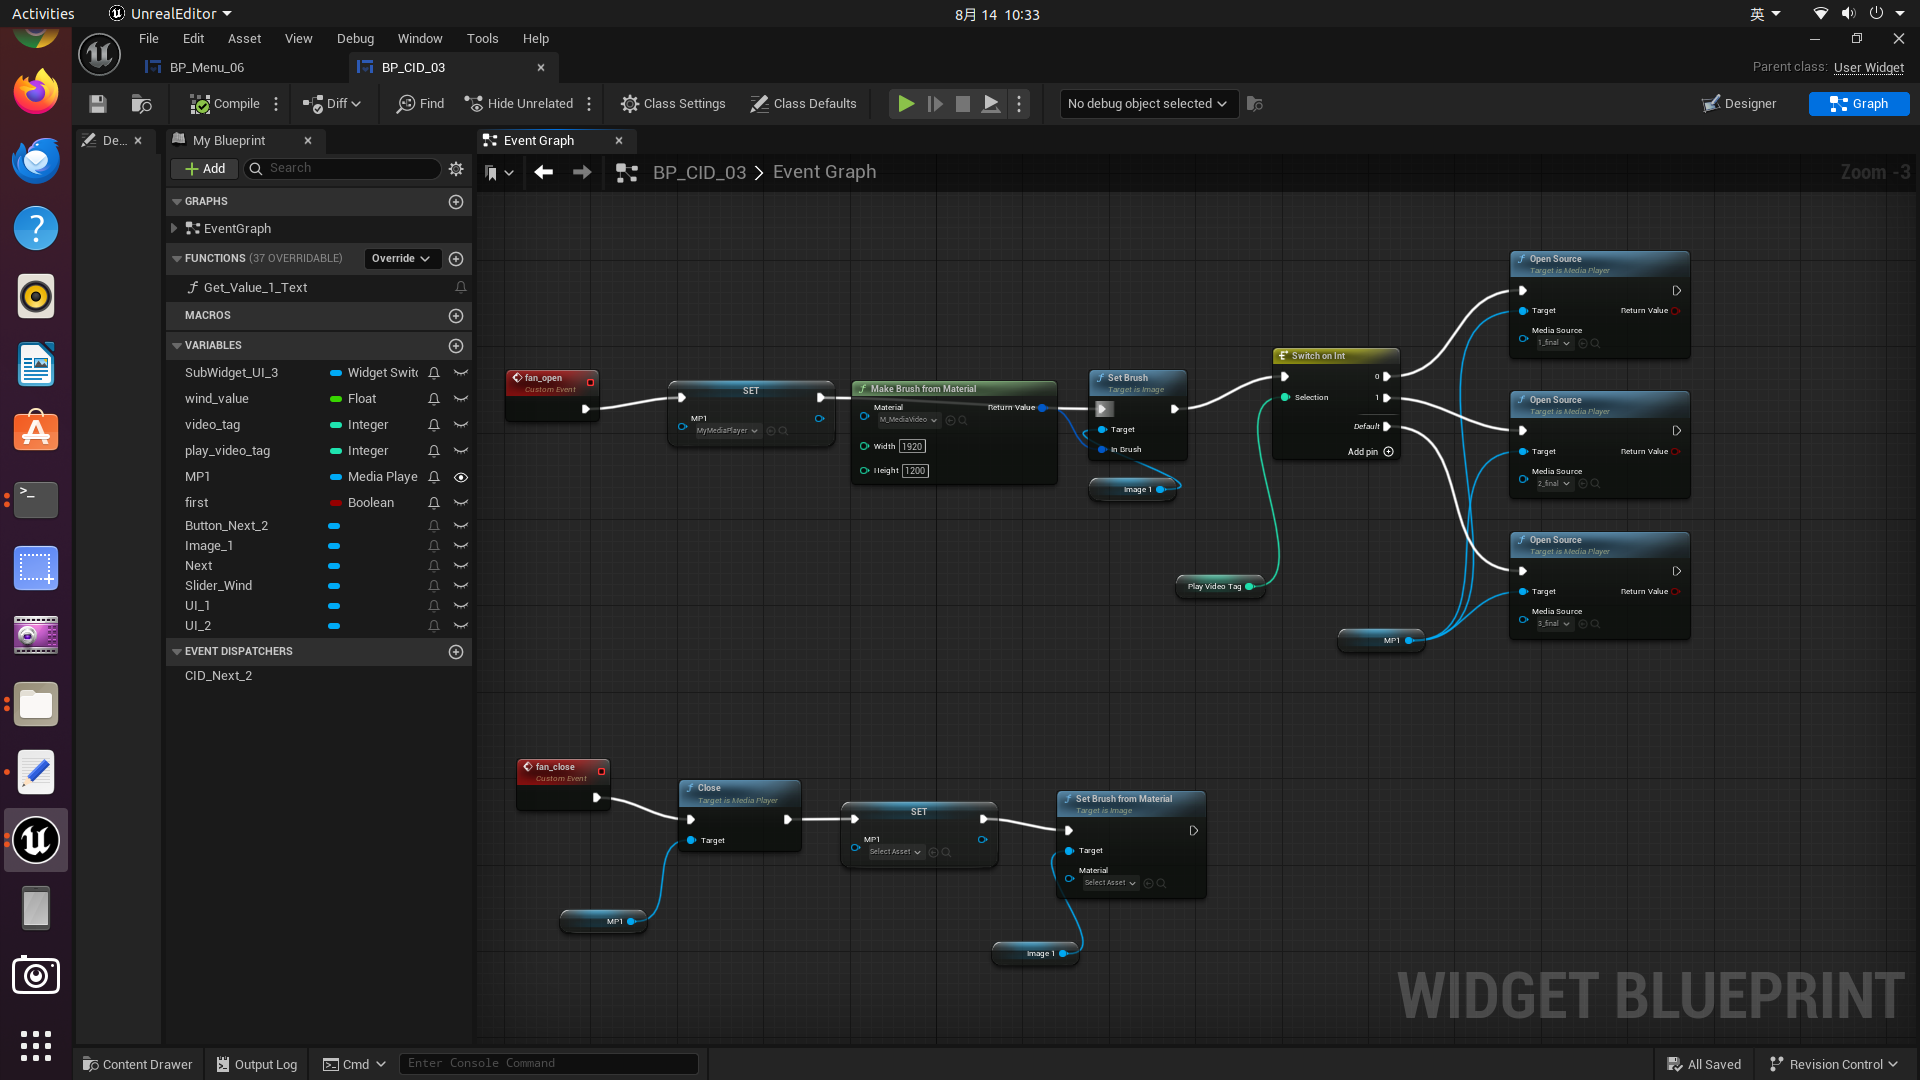 Activities
UnrealEditor
8月 14 10:33
英
File Edit Asset View Debug Window Tools Help
BP_Menu_06
BP_CID_03
Parent class: User Widget
Compile
Diff
Find
Hide Unrelated
Class Settings
Class Defaults
No debug object selected
Designer
Graph
De...
My Blueprint
Event Graph
Add
Search
BP_CID_03 > Event Graph
Zoom -3
GRAPHS
EventGraph
FUNCTIONS (37 OVERRIDABLE)
Override
Get_Value_1_Text
MACROS
VARIABLES
SubWidget_UI_3 Widget Switc
wind_value Float
video_tag Integer
play_video_tag Integer
MP1 Media Playe
first Boolean
Button_Next_2
Image_1
Next
Slider_Wind
UI_1
UI_2
EVENT DISPATCHERS
CID_Next_2
fan_open
Custom Event
SET
MP1
MyMediaPlayer
Make Brush from Material
Material
M_MediaVideo
Return Value
Width 1920
Height 1200
Set Brush
Target is Image
Target
In Brush
Image 1
Switch on Int
Selection
0
1
Default
Add pin
Play Video Tag
MP1
Open Source
Target is Media Player
Target
Return Value
Media Source
1_final
Open Source
Target is Media Player
Target
Return Value
Media Source
2_final
Open Source
Target is Media Player
Target
Return Value
Media Source
3_final
fan_close
Custom Event
Close
Target is Media Player
Target
MP1
SET
MP1
Select Asset
Set Brush from Material
Target is Image
Target
Material
Select Asset
Image 1
WIDGET BLUEPRINT
Content Drawer
Output Log
Cmd
Enter Console Command
All Saved
Revision Control